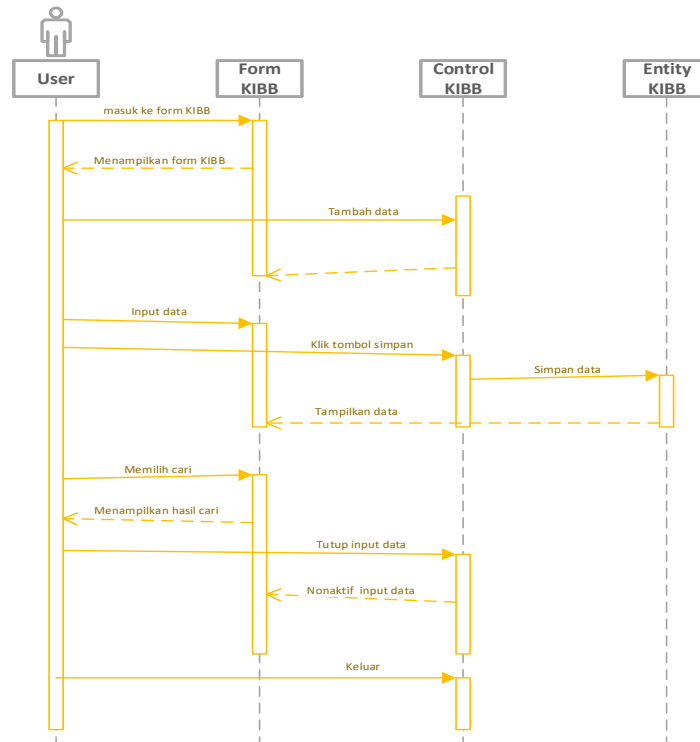 User
Form
KIBB
Control
KIBB
Entity
KIBB
masuk ke form KIBB
Menampilkan form KIBB
Tambah data
Input data
Klik tombol simpan
Simpan data
Tampilkan data
Memilih cari
Menampilkan hasil cari
Tutup input data
Nonaktif input data
Keluar